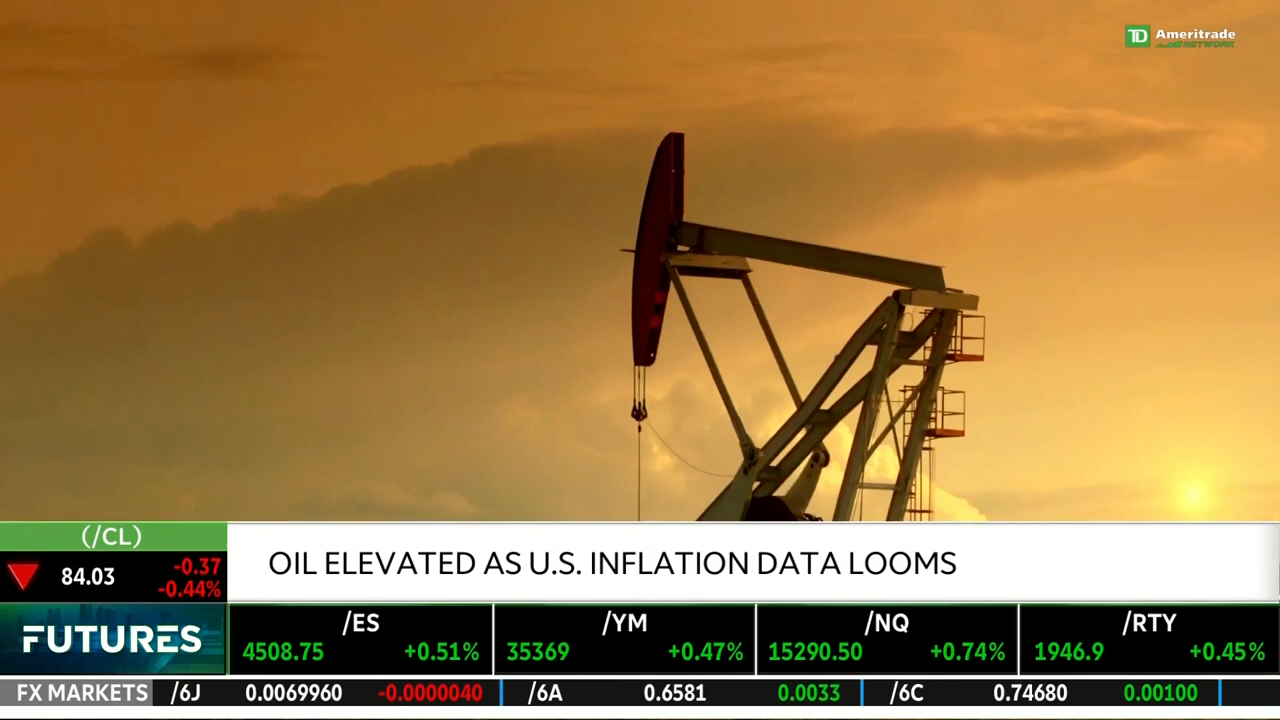 TD Ameritrade
NETWORK
(/CL)
84.03
-0.37
-0.44%
OIL ELEVATED AS U.S. INFLATION DATA LOOMS
FUTURES
/ES
4508.75 +0.51%
/YM
35369 +0.47%
/NQ
15290.50 +0.74%
/RTY
1946.9 +0.45%
FX MARKETS /6J 0.0069960 -0.0000040 /6A 0.6581 0.0033 /6C 0.74680 0.00100